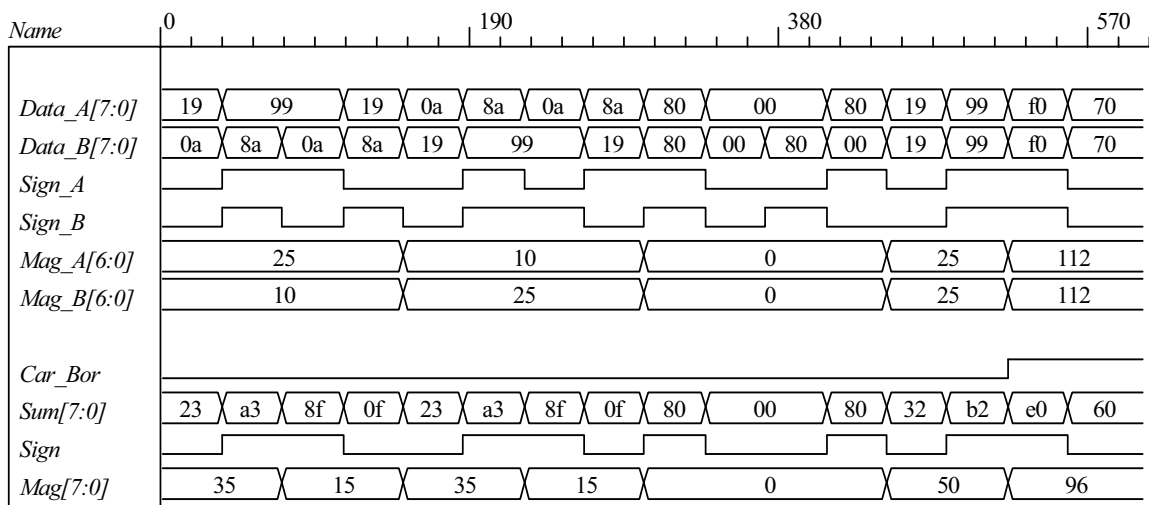 Name 0 190 380 570
Data_A[7:0] 19 99 19 0a 8a 0a 8a 80 00 80 19 99 f0 70
Data_B[7:0] 0a 8a 0a 8a 19 99 19 80 00 80 00 19 99 f0 70
Sign_A
Sign_B
Mag_A[6:0] 25 10 0 25 112
Mag_B[6:0] 10 25 0 25 112
Car_Bor
Sum[7:0] 23 a3 8f 0f 23 a3 8f 0f 80 00 80 32 b2 e0 60
Sign
Mag[7:0] 35 15 35 15 0 50 96